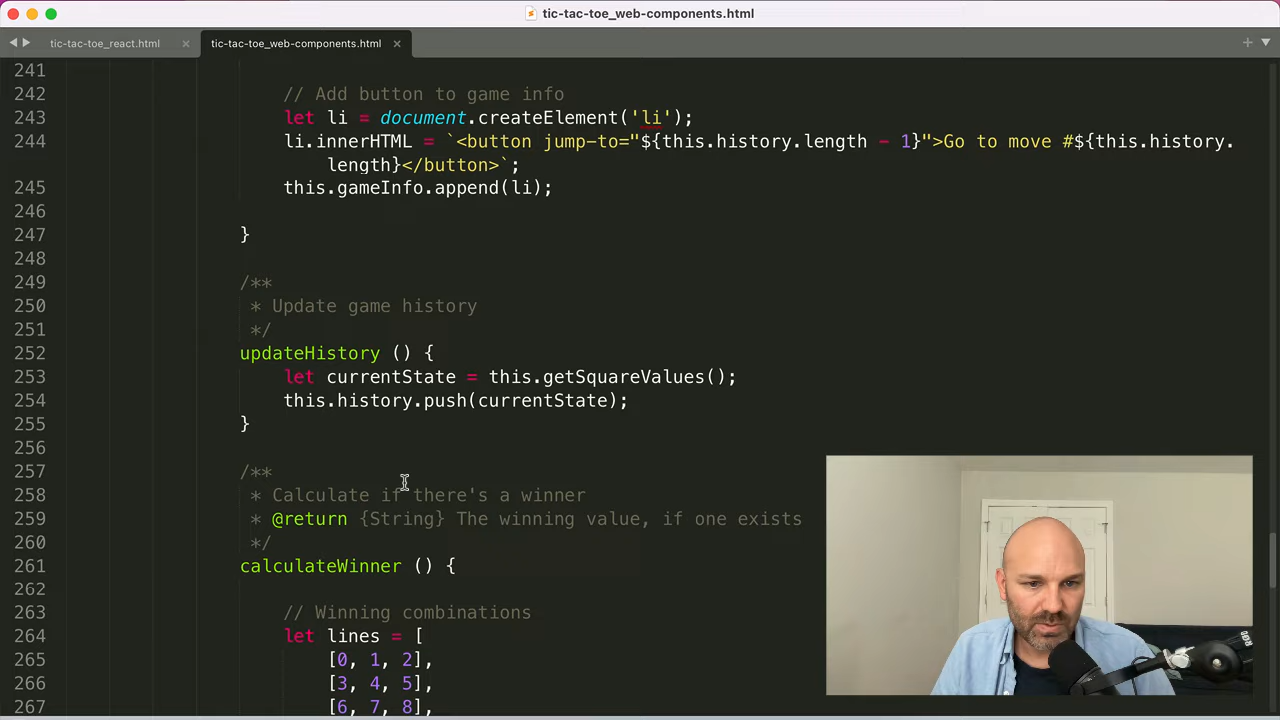 tic-tac-toe_web-components.html
tic-tac-toe_react.html × tic-tac-toe_web-components.html × +
241
242 // Add button to game info
243 let li = document.createElement('li');
244 li.innerHTML = `<button jump-to="${this.history.length - 1}">Go to move #${this.history.
length}</button>`;
245 this.gameInfo.append(li);
246
247 }
248
249 /**
250 * Update game history
251 */
252 updateHistory () {
253 let currentState = this.getSquareValues();
254 this.history.push(currentState);
255 }
256
257 /**
258 * Calculate if there's a winner
259 * @return {String} The winning value, if one exists
260 */
261 calculateWinner () {
262
263 // Winning combinations
264 let lines = [
265 [0, 1, 2],
266 [3, 4, 5],
267 [6, 7, 8],